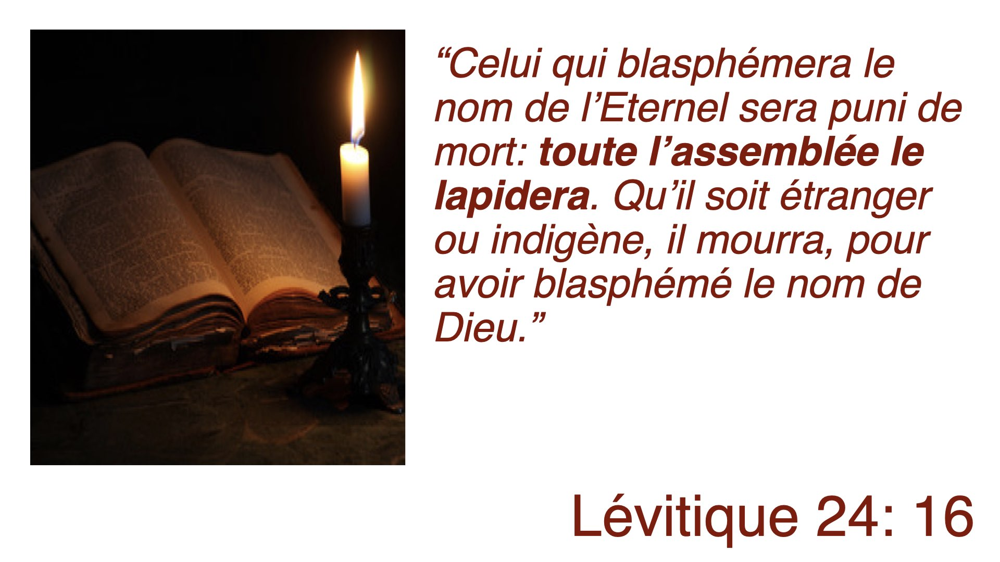 “Celui qui blasphémera le
nom de l’Eternel sera puni de
mort: toute l’assemblée le
lapidera. Qu’il soit étranger
ou indigène, il mourra, pour
avoir blasphémé le nom de
Dieu.”
Lévitique 24: 16